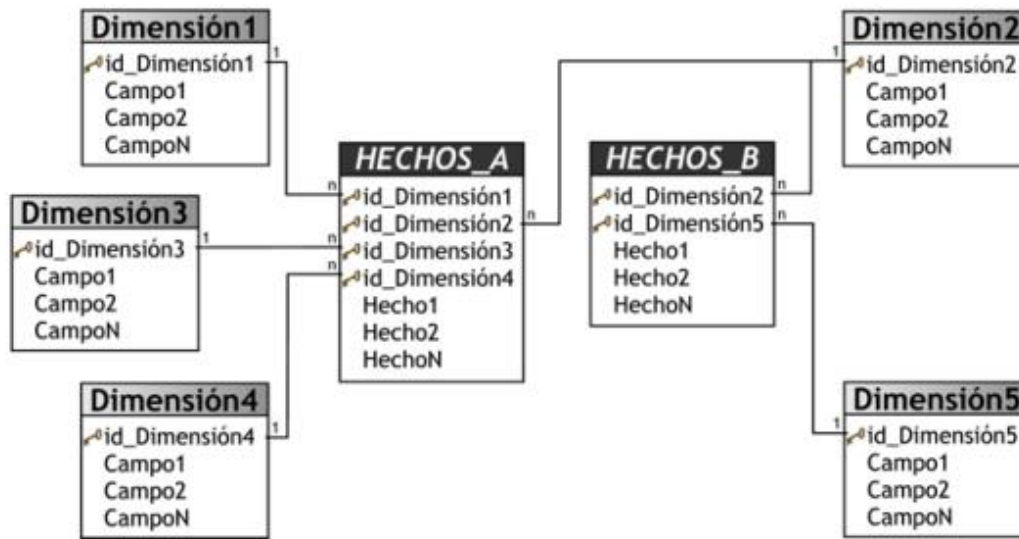 Dimensión1
id_Dimensión1
Campo1
Campo2
CampoN
1
Dimensión3
id_Dimensión3
Campo1
Campo2
CampoN
1
Dimensión4
id_Dimensión4
Campo1
Campo2
CampoN
1
HECHOS_A
n
id_Dimensión1
id_Dimensión2
n
n
id_Dimensión3
n
id_Dimensión4
Hecho1
Hecho2
HechoN
HECHOS_B
id_Dimensión2
n
id_Dimensión5
n
Hecho1
Hecho2
HechoN
Dimensión2
1
id_Dimensión2
Campo1
Campo2
CampoN
Dimensión5
1
id_Dimensión5
Campo1
Campo2
CampoN